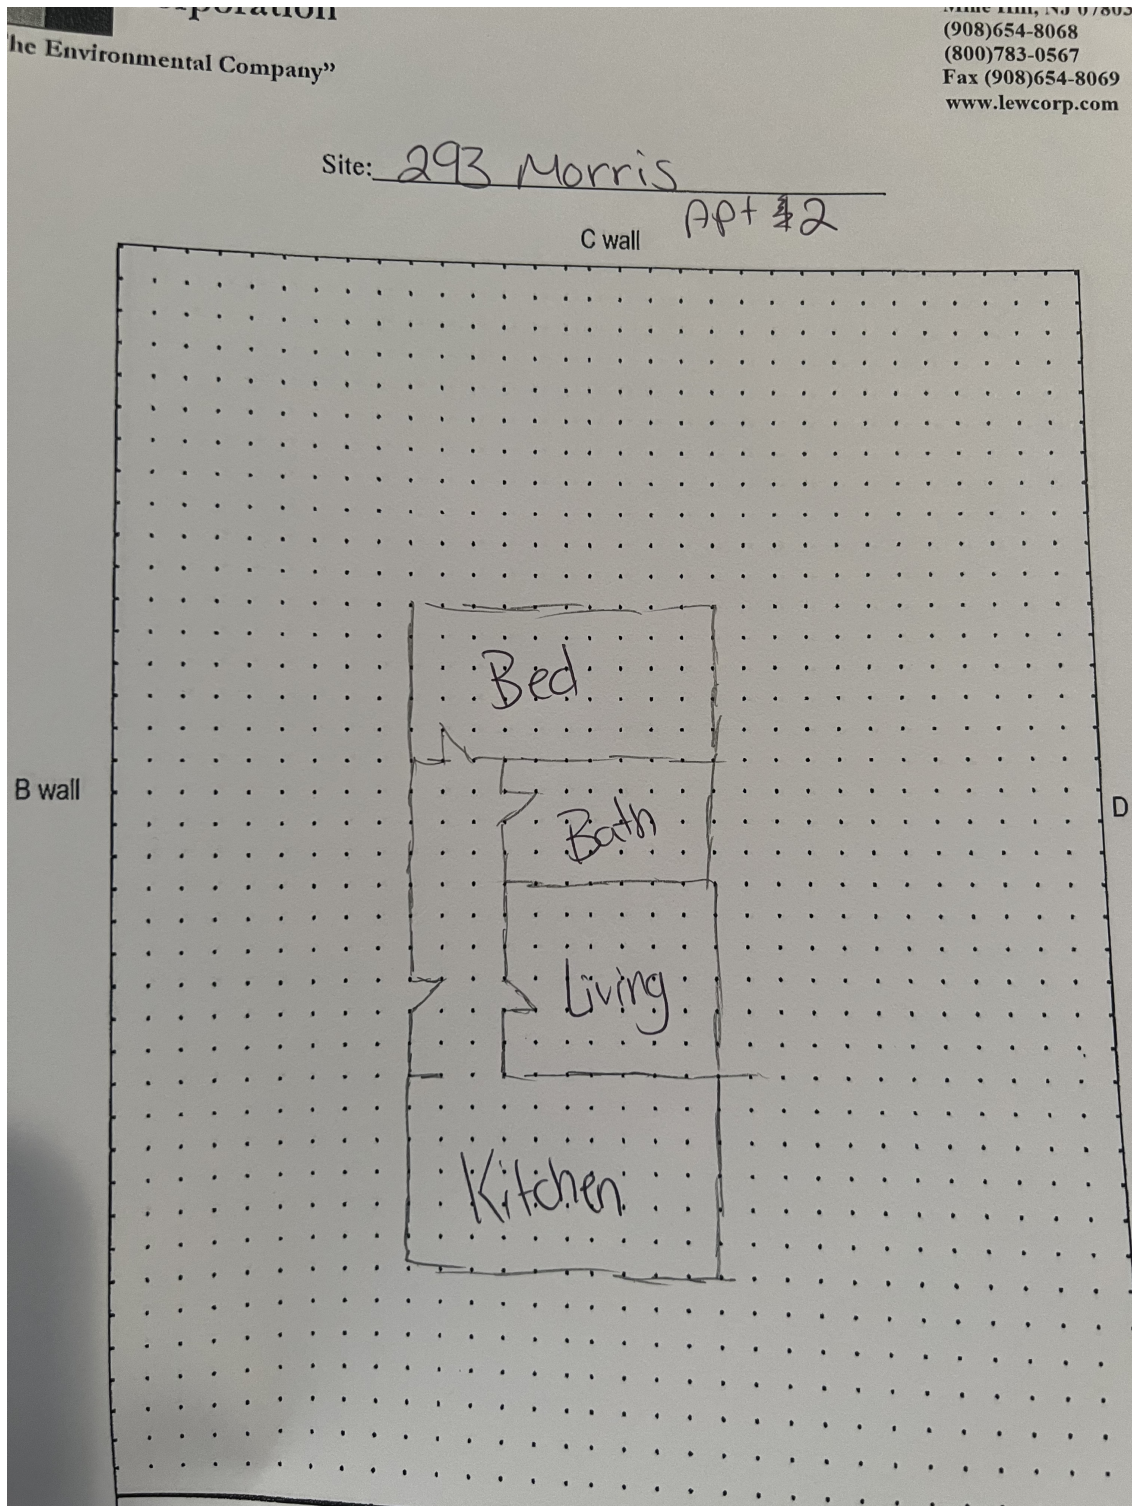 The Environmental Company”
(908)654-8068
(800)783-0567
Fax (908)654-8069
www.lewcorp.com
Site: 293 Morris
Apt 2
C wall
Bed
B wall
D
Bath
Living
Kitchen